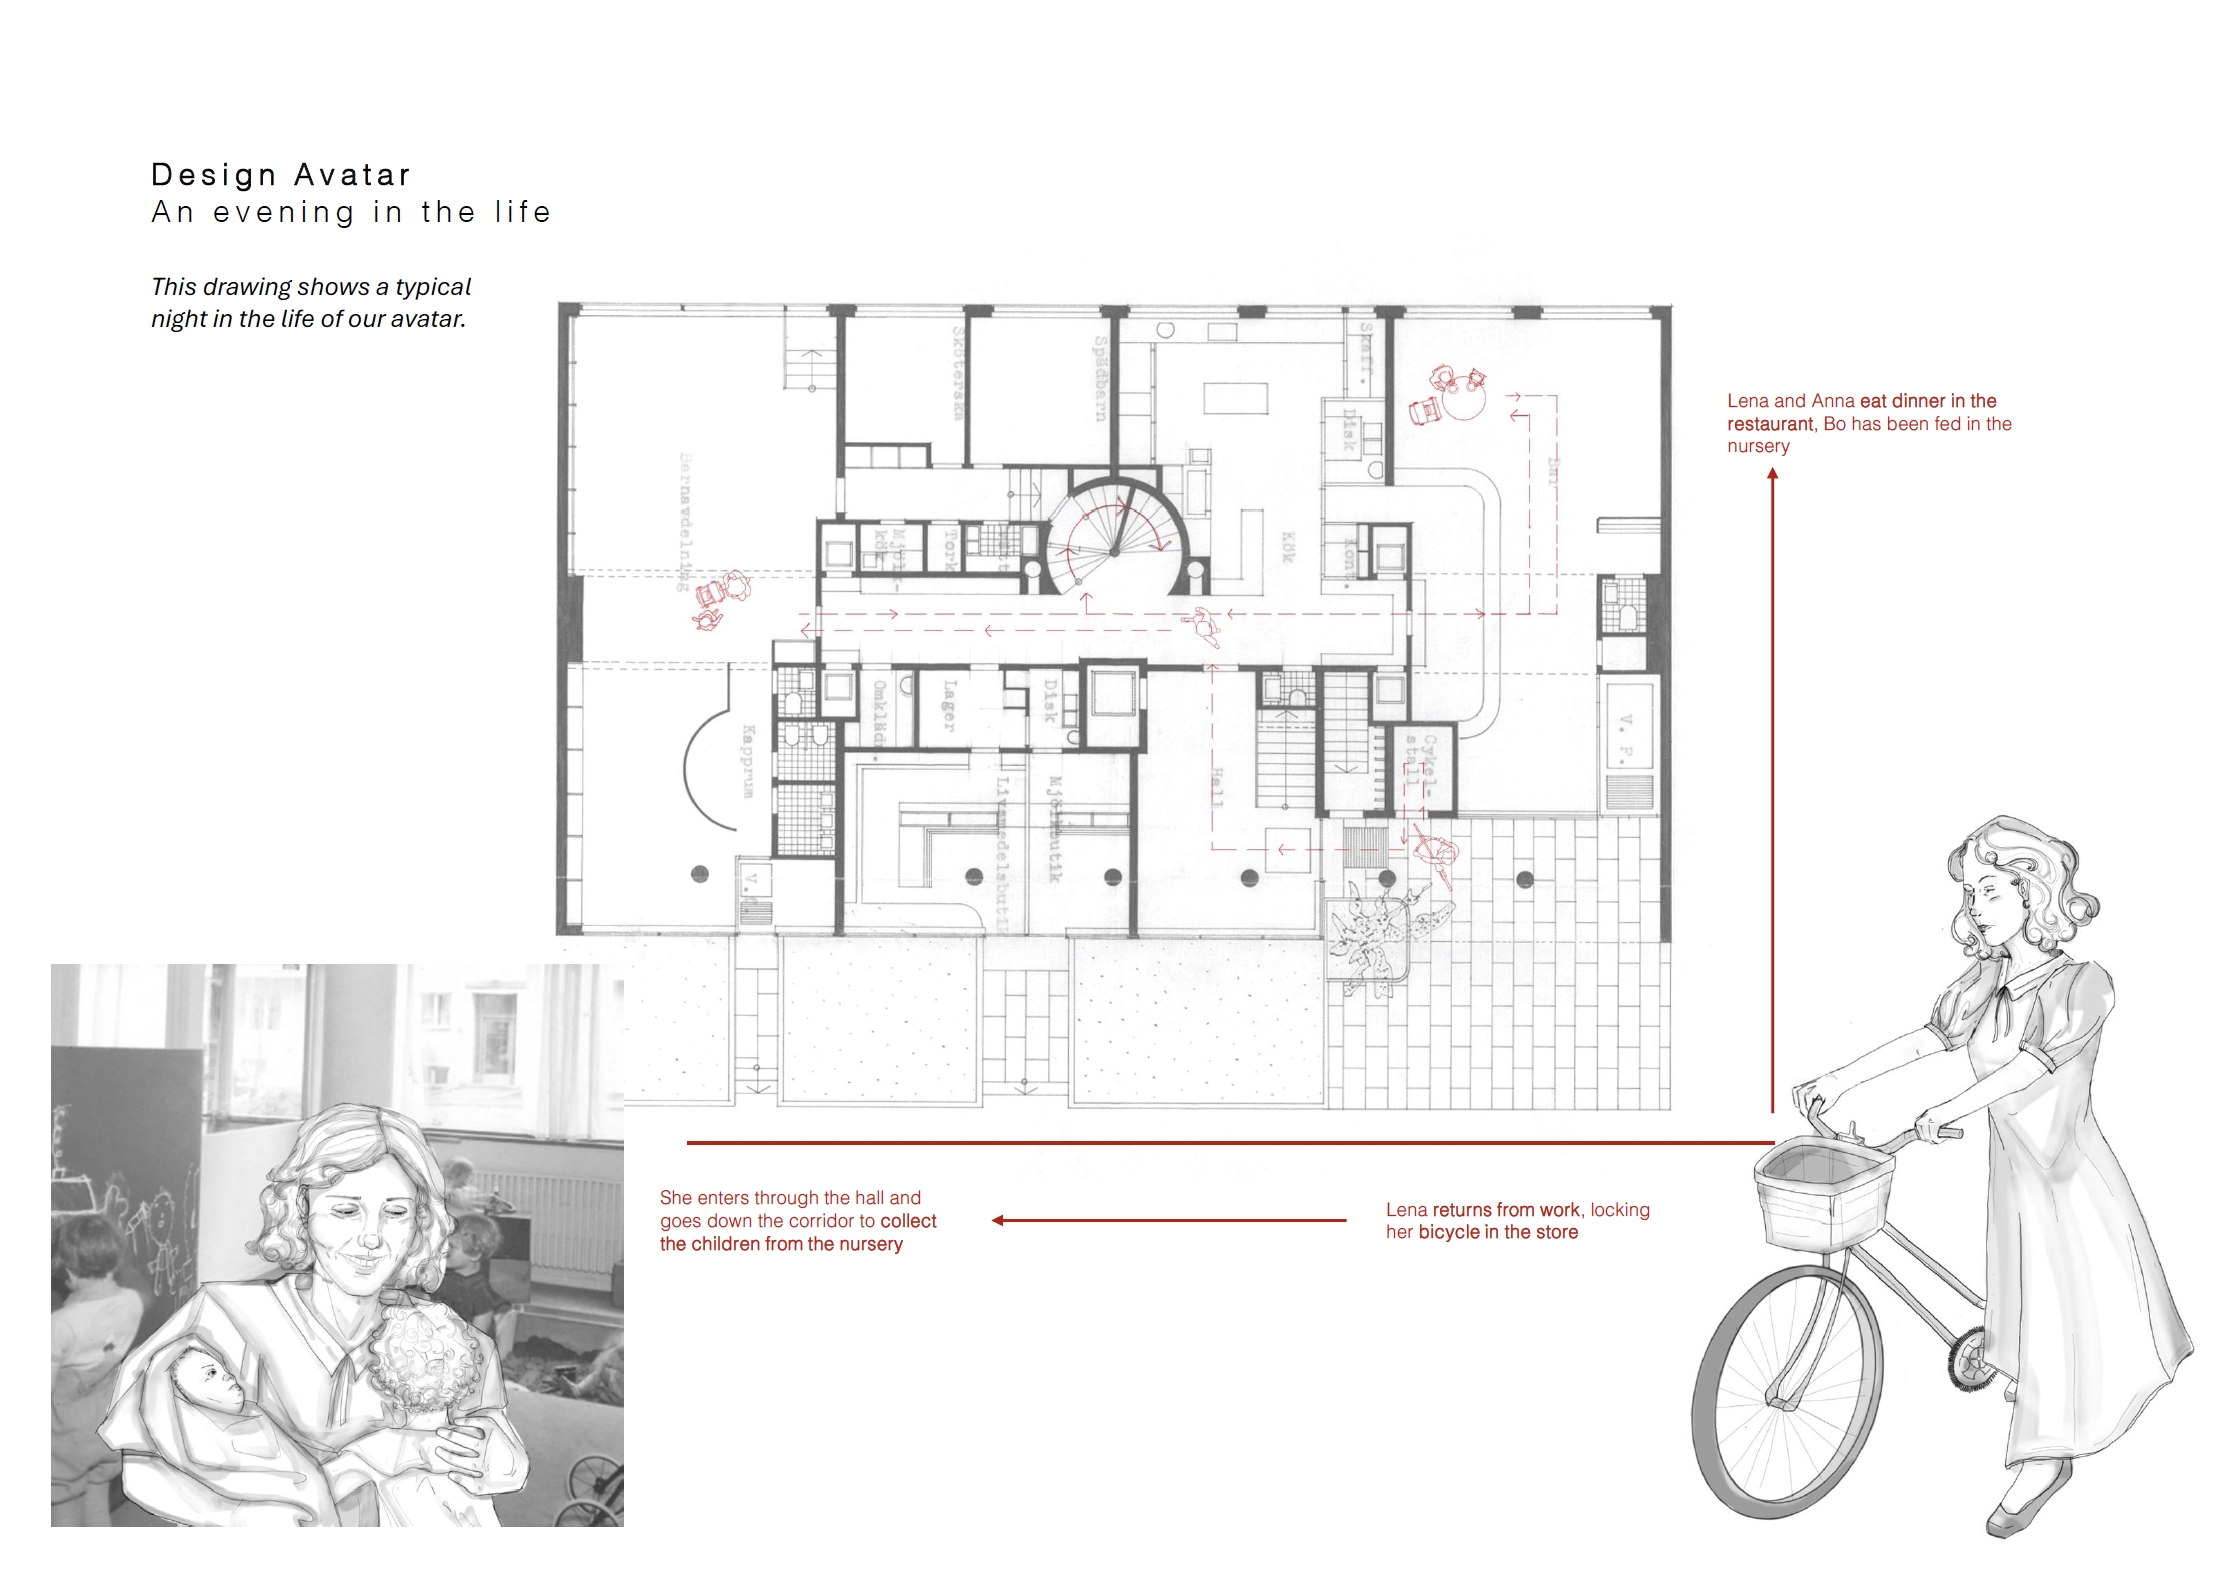 Design Avatar
An evening in the life
This drawing shows a typical
night in the life of our avatar.
Sköterska
Spädbarn
Skaff.
Disk
Bar
Barnavdelning
Mjölk-
kök
Tork
Kök
Kont.
Omkläd.
Lager
Disk
Kapprum
Livsmedelsbutik
Mjölkbutik
Hall
Cykel-
stall
V. F.
V.
Lena and Anna eat dinner in the
restaurant, Bo has been fed in the
nursery
She enters through the hall and
goes down the corridor to collect
the children from the nursery
Lena returns from work, locking
her bicycle in the store